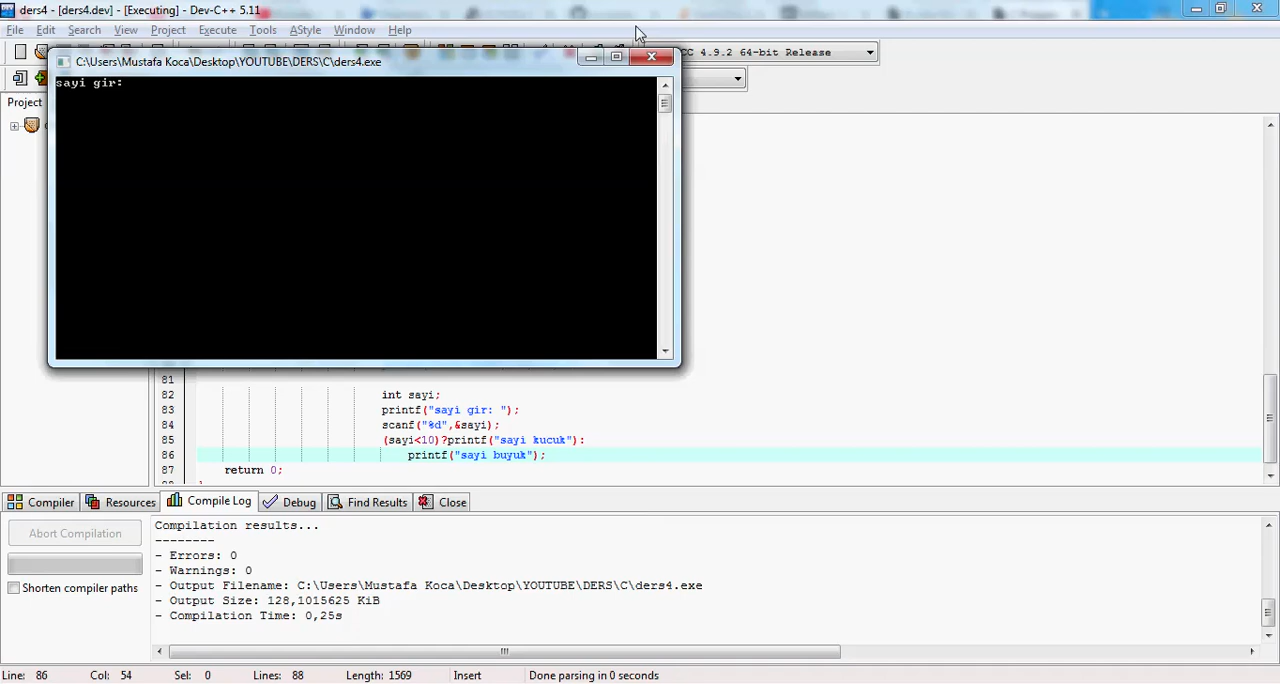 ders4 - [ders4.dev] - [Executing] - Dev-C++ 5.11
File Edit Search View Project Execute Tools AStyle Window Help
CC 4.9.2 64-bit Release
C:\Users\Mustafa Koca\Desktop\YOUTUBE\DERS\C\ders4.exe
sayi gir:
Project
81
82 int sayi;
83 printf("sayi gir: ");
84 scanf("%d",&sayi);
85 (sayi<10)?printf("sayi kucuk"):
86 printf("sayi buyuk");
87 return 0;
Compiler Resources Compile Log Debug Find Results Close
Abort Compilation
Shorten compiler paths
Compilation results...
--------
- Errors: 0
- Warnings: 0
- Output Filename: C:\Users\Mustafa Koca\Desktop\YOUTUBE\DERS\C\ders4.exe
- Output Size: 128,1015625 KiB
- Compilation Time: 0,25s
Line: 86 Col: 54 Sel: 0 Lines: 88 Length: 1569 Insert Done parsing in 0 seconds